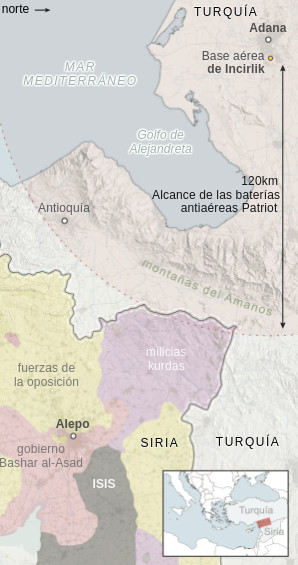 norte
TURQUÍA
Adana
Base aérea
de Incirlik
MAR
MEDITERRÁNEO
Golfo de
Alejandreta
120km
Alcance de las baterías
antiaéreas Patriot
Antioquía
montañas del Amanos
milicias
kurdas
fuerzas de
la oposición
Alepo
gobierno
Bashar al-Asad
SIRIA
TURQUÍA
ISIS
Turquía
Siria